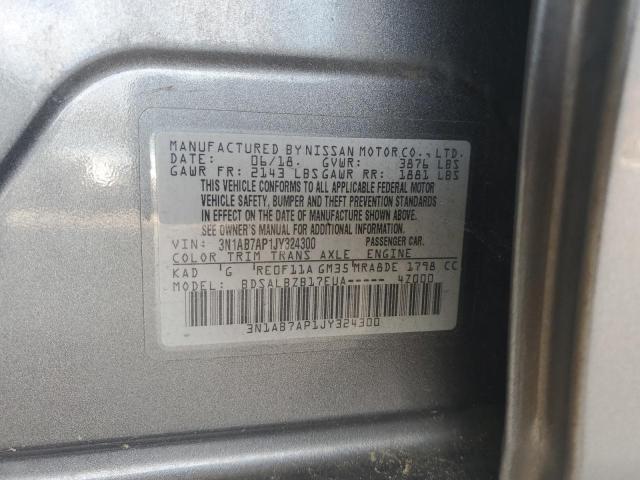 MANUFACTURED BY NISSAN MOTOR CO., LTD.
DATE: 06/18. GVWR: 3876 LBS
GAWR FR: 2143 LBS GAWR RR: 1881 LBS
THIS VEHICLE CONFORMS TO ALL APPLICABLE FEDERAL MOTOR
VEHICLE SAFETY, BUMPER AND THEFT PREVENTION STANDARDS
IN EFFECT ON THE DATE OF MANUFACTURE SHOWN ABOVE.
SEE OWNER'S MANUAL FOR ADDITIONAL INFORMATION
VIN: 3N1AB7AP1JY324300 PASSENGER CAR.
COLOR TRIM TRANS AXLE ENGINE
KAD G RE0F11A GM35 MRA8DE 1798 CC
MODEL: BDSALBZB17EUA----- 4Z000
3N1AB7AP1JY324300